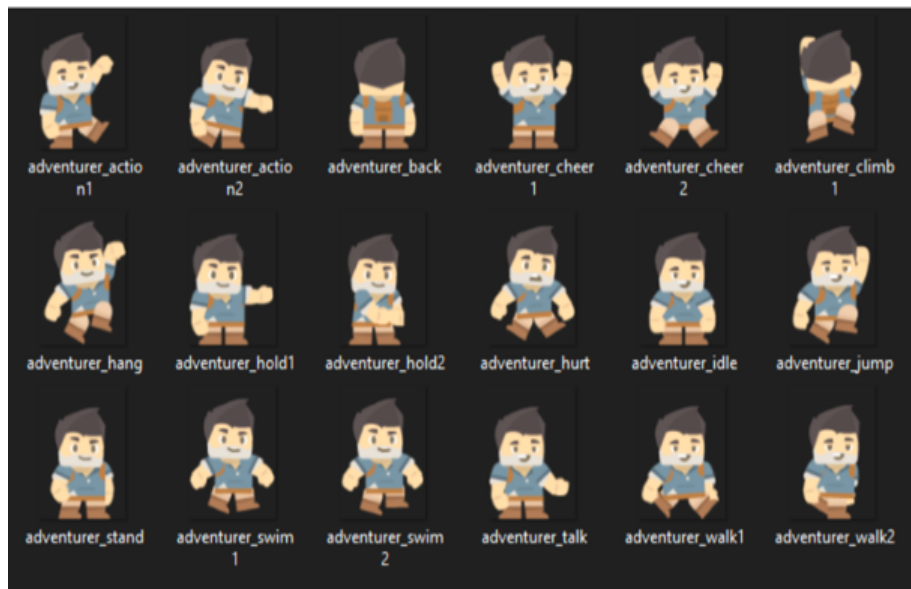 adventurer_actio adventurer_actio adventurer_back adventurer_cheer adventurer_cheer adventurer_climb
n1 n2 1 2 1
adventurer_hang adventurer_hold1 adventurer_hold2 adventurer_hurt adventurer_idle adventurer_jump
adventurer_stand adventurer_swim adventurer_swim adventurer_talk adventurer_walk1 adventurer_walk2
1 2